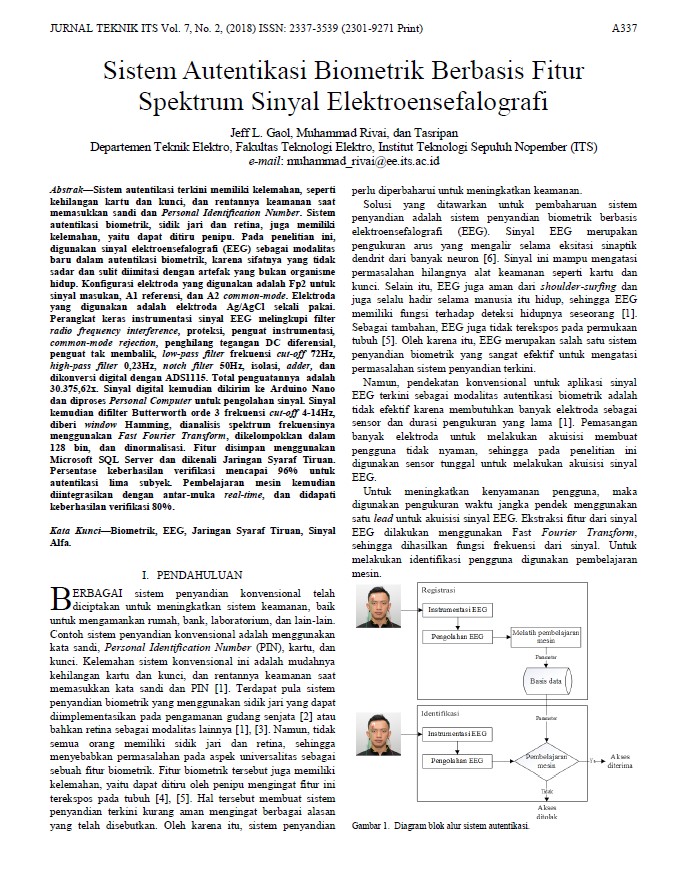 JURNAL TEKNIK ITS Vol. 7, No. 2, (2018) ISSN: 2337-3539 (2301-9271 Print)
A337
Sistem Autentikasi Biometrik Berbasis Fitur
Spektrum Sinyal Elektroensefalografi
Jeff L. Gaol, Muhammad Rivai, dan Tasripan
Departemen Teknik Elektro, Fakultas Teknologi Elektro, Institut Teknologi Sepuluh Nopember (ITS)
e-mail: muhammad_rivai@ee.its.ac.id
Abstrak—Sistem autentikasi terkini memiliki kelemahan, seperti
kehilangan kartu dan kunci, dan rentannya keamanan saat
memasukkan sandi dan Personal Identification Number. Sistem
autentikasi biometrik, sidik jari dan retina, juga memiliki
kelemahan, yaitu dapat ditiru penipu. Pada penelitian ini,
digunakan sinyal elektroensefalografi (EEG) sebagai modalitas
baru dalam autentikasi biometrik, karena sifatnya yang tidak
sadar dan sulit diimitasi dengan artefak yang bukan organisme
hidup. Konfigurasi elektroda yang digunakan adalah Fp2 untuk
sinyal masukan, A1 referensi, dan A2 common-mode. Elektroda
yang digunakan adalah elektroda Ag/AgCl sekali pakai.
Perangkat keras instrumentasi sinyal EEG melingkupi filter
radio frequency interference, proteksi, penguat instrumentasi,
common-mode rejection, penghilang tegangan DC diferensial,
penguat tak membalik, low-pass filter frekuensi cut-off 72Hz,
high-pass filter 0,23Hz, notch filter 50Hz, isolasi, adder, dan
dikonversi digital dengan ADS1115. Total penguatannya adalah
30.375,62x. Sinyal digital kemudian dikirim ke Arduino Nano
dan diproses Personal Computer untuk pengolahan sinyal. Sinyal
kemudian difilter Butterworth orde 3 frekuensi cut-off 4-14Hz,
diberi window Hamming, dianalisis spektrum frekuensinya
menggunakan Fast Fourier Transform, dikelompokkan dalam
128 bin, dan dinormalisasi. Fitur disimpan menggunakan
Microsoft SQL Server dan dikenali Jaringan Syaraf Tiruan.
Persentase keberhasilan verifikasi mencapai 96% untuk
autentikasi lima subyek. Pembelajaran mesin kemudian
diintegrasikan dengan antar-muka real-time, dan didapati
keberhasilan verifikasi 80%.
Kata Kunci—Biometrik, EEG, Jaringan Syaraf Tiruan, Sinyal
Alfa.
I. PENDAHULUAN
BERBAGAI sistem penyandian konvensional telah
diciptakan untuk meningkatkan sistem keamanan, baik
untuk mengamankan rumah, bank, laboratorium, dan lain-lain.
Contoh sistem penyandian konvensional adalah menggunakan
kata sandi, Personal Identification Number (PIN), kartu, dan
kunci. Kelemahan sistem konvensional ini adalah mudahnya
kehilangan kartu dan kunci, dan rentannya keamanan saat
memasukkan kata sandi dan PIN [1]. Terdapat pula sistem
penyandian biometrik yang menggunakan sidik jari yang dapat
diimplementasikan pada pengamanan gudang senjata [2] atau
bahkan retina sebagai modalitas lainnya [1], [3]. Namun, tidak
semua orang memiliki sidik jari dan retina, sehingga
menyebabkan permasalahan pada aspek universalitas sebagai
sebuah fitur biometrik. Fitur biometrik tersebut juga memiliki
kelemahan, yaitu dapat ditiru oleh penipu mengingat fitur ini
terekspos pada tubuh [4], [5]. Hal tersebut membuat sistem
penyandian terkini kurang aman mengingat berbagai alasan
yang telah disebutkan. Oleh karena itu, sistem penyandian
perlu diperbaharui untuk meningkatkan keamanan.
Solusi yang ditawarkan untuk pembaharuan sistem
penyandian adalah sistem penyandian biometrik berbasis
elektroensefalografi (EEG). Sinyal EEG merupakan
pengukuran arus yang mengalir selama eksitasi sinaptik
dendrit dari banyak neuron [6]. Sinyal ini mampu mengatasi
permasalahan hilangnya alat keamanan seperti kartu dan
kunci. Selain itu, EEG juga aman dari shoulder-surfing dan
juga selalu hadir selama manusia itu hidup, sehingga EEG
memiliki fungsi terhadap deteksi hidupnya seseorang [1].
Sebagai tambahan, EEG juga tidak terekspos pada permukaan
tubuh [5]. Oleh karena itu, EEG merupakan salah satu sistem
penyandian biometrik yang sangat efektif untuk mengatasi
permasalahan sistem penyandian terkini.
Namun, pendekatan konvensional untuk aplikasi sinyal
EEG terkini sebagai modalitas autentikasi biometrik adalah
tidak efektif karena membutuhkan banyak elektroda sebagai
sensor dan durasi pengukuran yang lama [1]. Pemasangan
banyak elektroda untuk melakukan akuisisi membuat
pengguna tidak nyaman, sehingga pada penelitian ini
digunakan sensor tunggal untuk melakukan akuisisi sinyal
EEG.
Untuk meningkatkan kenyamanan pengguna, maka
digunakan pengukuran waktu jangka pendek menggunakan
satu lead untuk akuisisi sinyal EEG. Ekstraksi fitur dari sinyal
EEG dilakukan menggunakan Fast Fourier Transform,
sehingga dihasilkan fungsi frekuensi dari sinyal. Untuk
melakukan identifikasi pengguna digunakan pembelajaran
mesin.
Registrasi
Instrumentasi EEG
Pengolahan EEG
Melatih pembelajaran
mesin
Parameter
Basis data
Identifikasi
Parameter
Instrumentasi EEG
Pengolahan EEG
Pembelajaran
mesin
Ya
Akses
diterima
Tidak
Akses
ditolak
Gambar 1. Diagram blok alur sistem autentikasi.